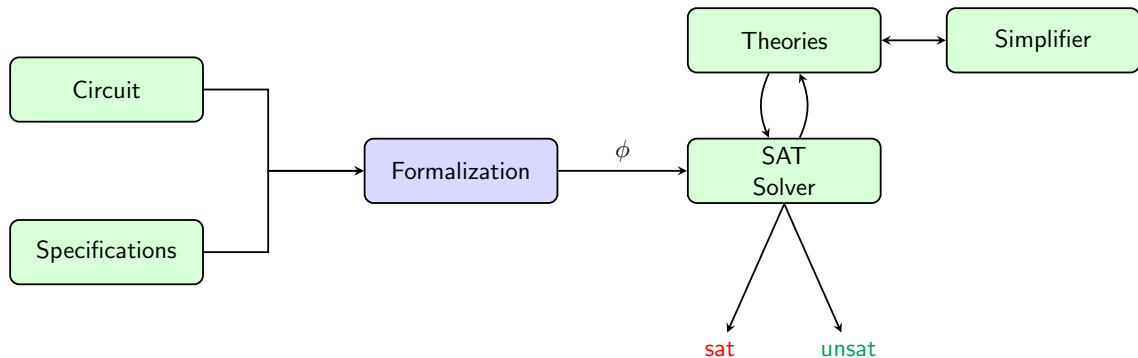 Theories
Simplifier
Circuit
Formalization
ϕ
SAT
Solver
Specifications
sat
unsat